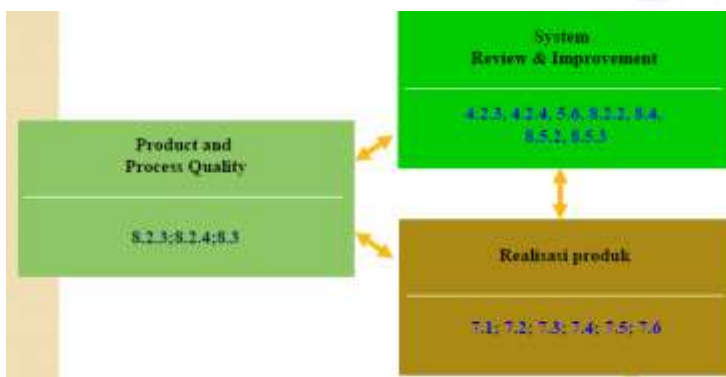 System
Review & Improvement
4.2.3, 4.2.4, 5.6, 8.2.2, 8.4,
8.5.2, 8.5.3
Product and
Process Quality
8.2.3;8.2.4;8.3
Realisasi produk
7.1; 7.2; 7.3; 7.4; 7.5; 7.6